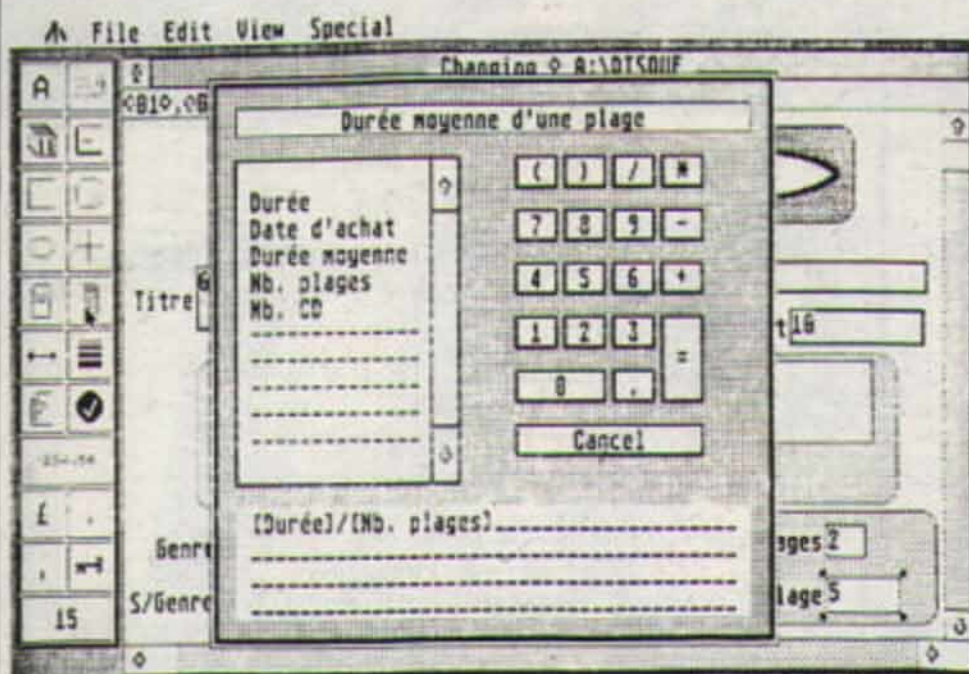 File Edit View Special
Changing ◊ A:\DTSOUF
Durée moyenne d'une plage
Durée
Date d'achat
Durée moyenne
Nb. plages
Nb. CD
( ) / *
7 8 9 -
4 5 6 +
1 2 3 =
0 .
Cancel
[Durée]/[Nb. plages]
A
Titre
t 10
£ .
,
15
Genre
S/Genre
ages 2
lage 5